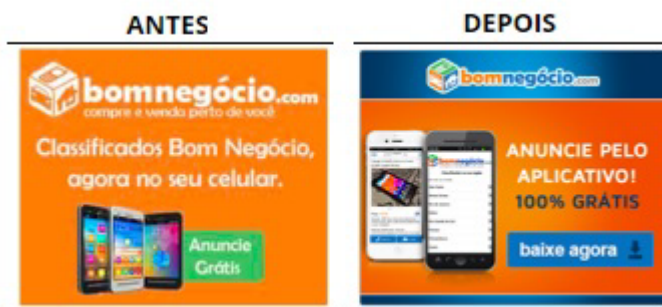 ANTES
DEPOIS
bomnegócio.com
compre e venda perto de você
Classificados Bom Negócio,
agora no seu celular.
Anuncie
Grátis
bomnegócio.com
ANUNCIE PELO
APLICATIVO!
100% GRÁTIS
baixe agora
bomnegócio